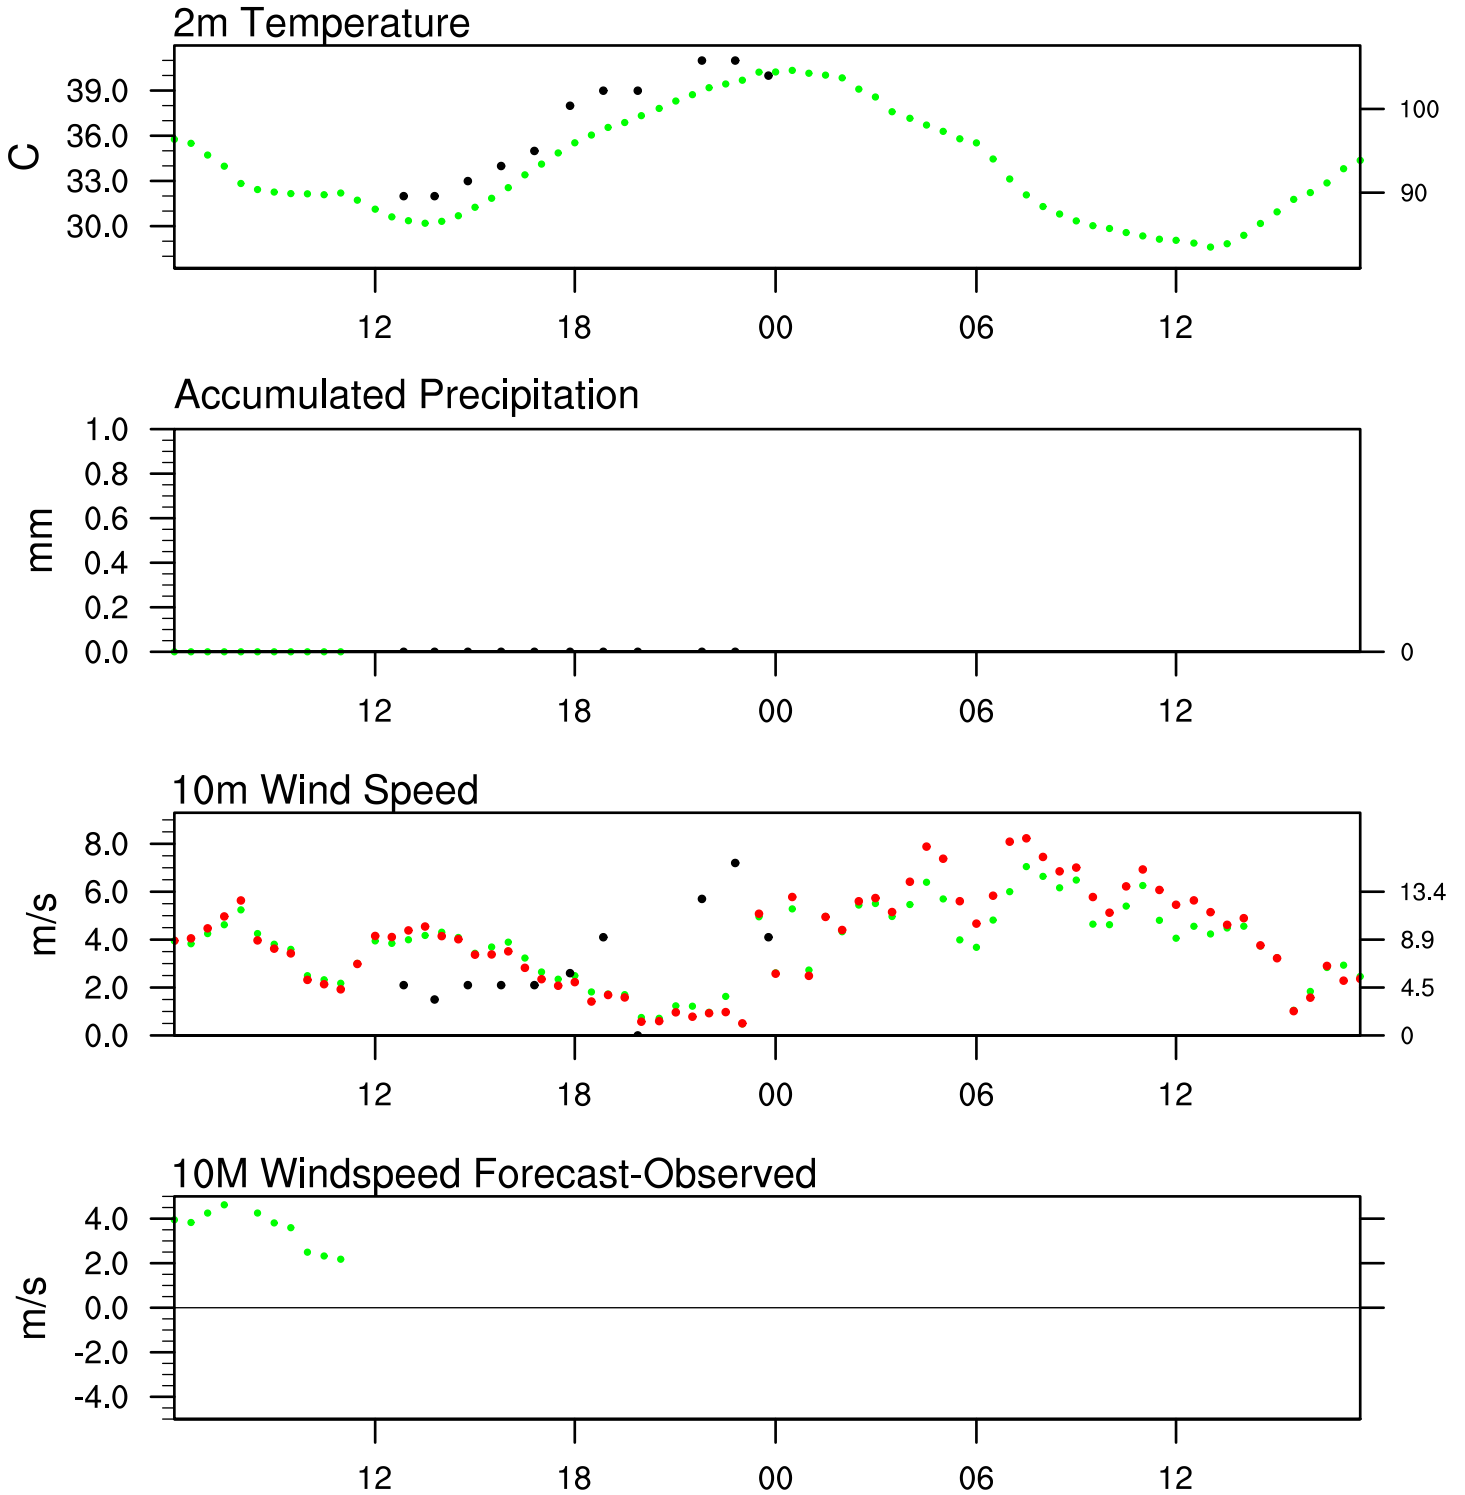 2m Temperature
39.0
36.0
33.0
30.0
C
100
90
12 18 00 06 12
Accumulated Precipitation
1.0
0.8
0.6
0.4
0.2
0.0
mm
0
12 18 00 06 12
10m Wind Speed
8.0
6.0
4.0
2.0
0.0
m/s
13.4
8.9
4.5
0
12 18 00 06 12
10M Windspeed Forecast-Observed
4.0
2.0
0.0
-2.0
-4.0
m/s
12 18 00 06 12